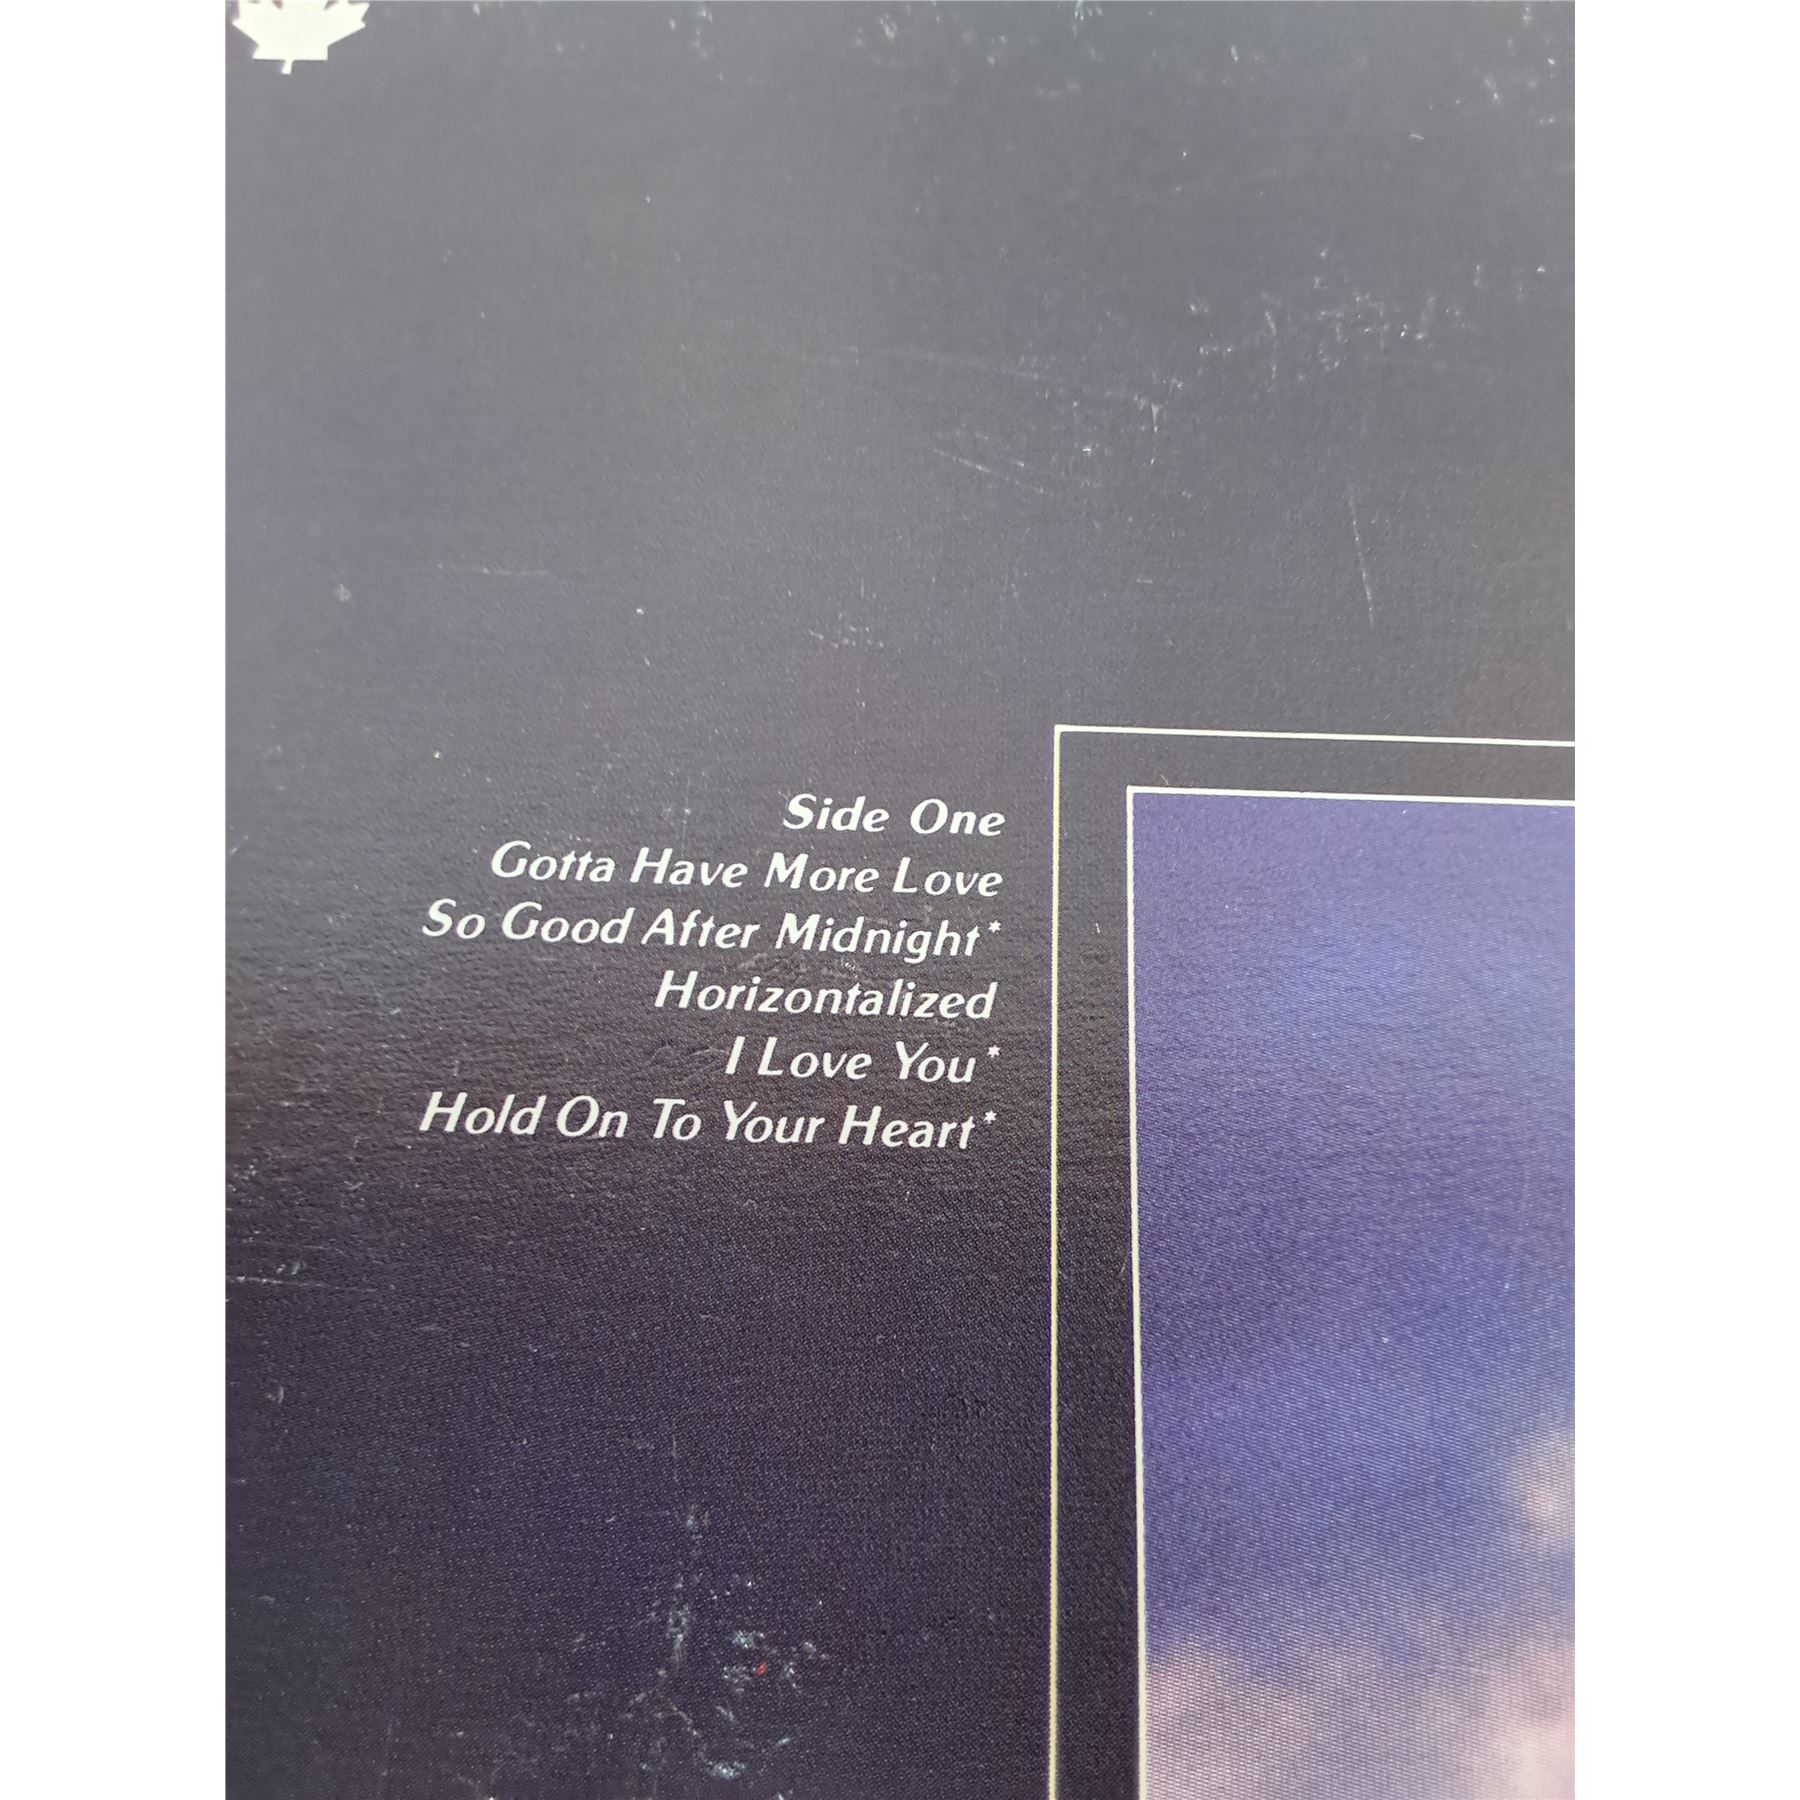 Side One
Gotta Have More Love
So Good After Midnight*
Horizontalized
I Love You*
Hold On To Your Heart*